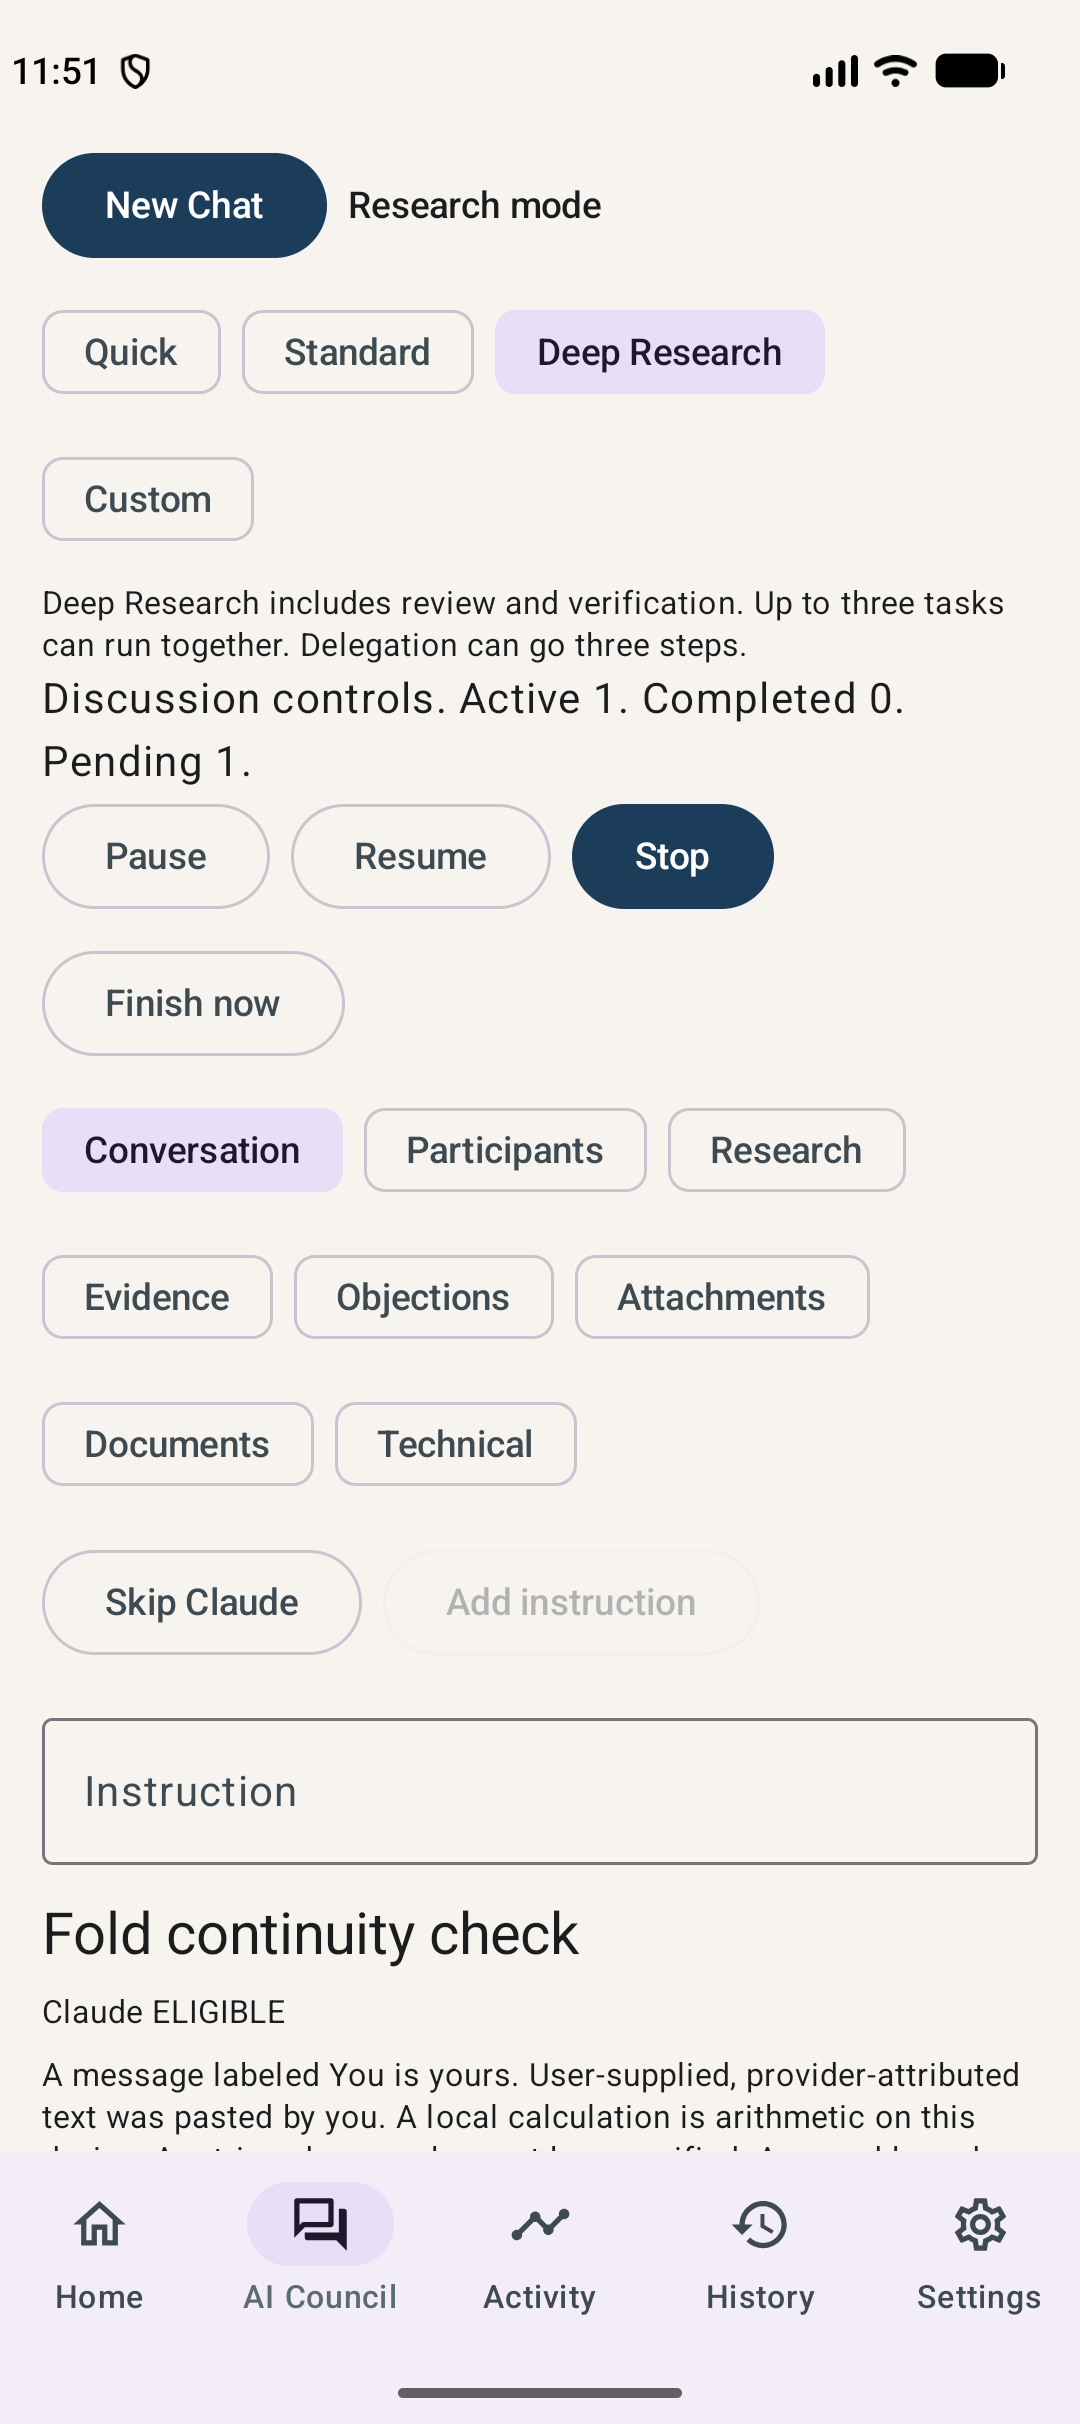 11:51
New Chat
Research mode
Quick
Standard
Deep Research
Custom
Deep Research includes review and verification. Up to three tasks
can run together. Delegation can go three steps.
Discussion controls. Active 1. Completed 0.
Pending 1.
Pause
Resume
Stop
Finish now
Conversation
Participants
Research
Evidence
Objections
Attachments
Documents
Technical
Skip Claude
Add instruction
Instruction
Fold continuity check
Claude ELIGIBLE
A message labeled You is yours. User-supplied, provider-attributed
text was pasted by you. A local calculation is arithmetic on this
Home
AI Council
Activity
History
Settings